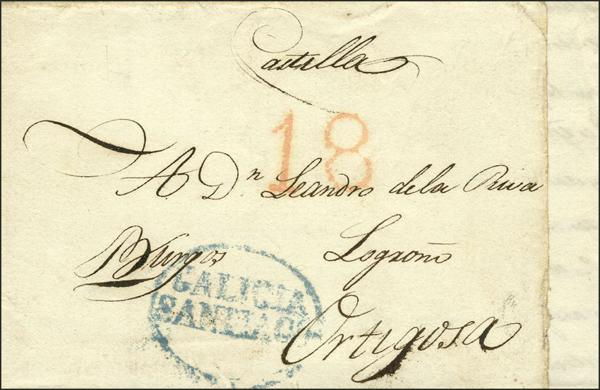 Castilla
18
A Dn Leandro de la Riva
Burgos Logroño
GALICIA
SANTIAGO
Ortigosa